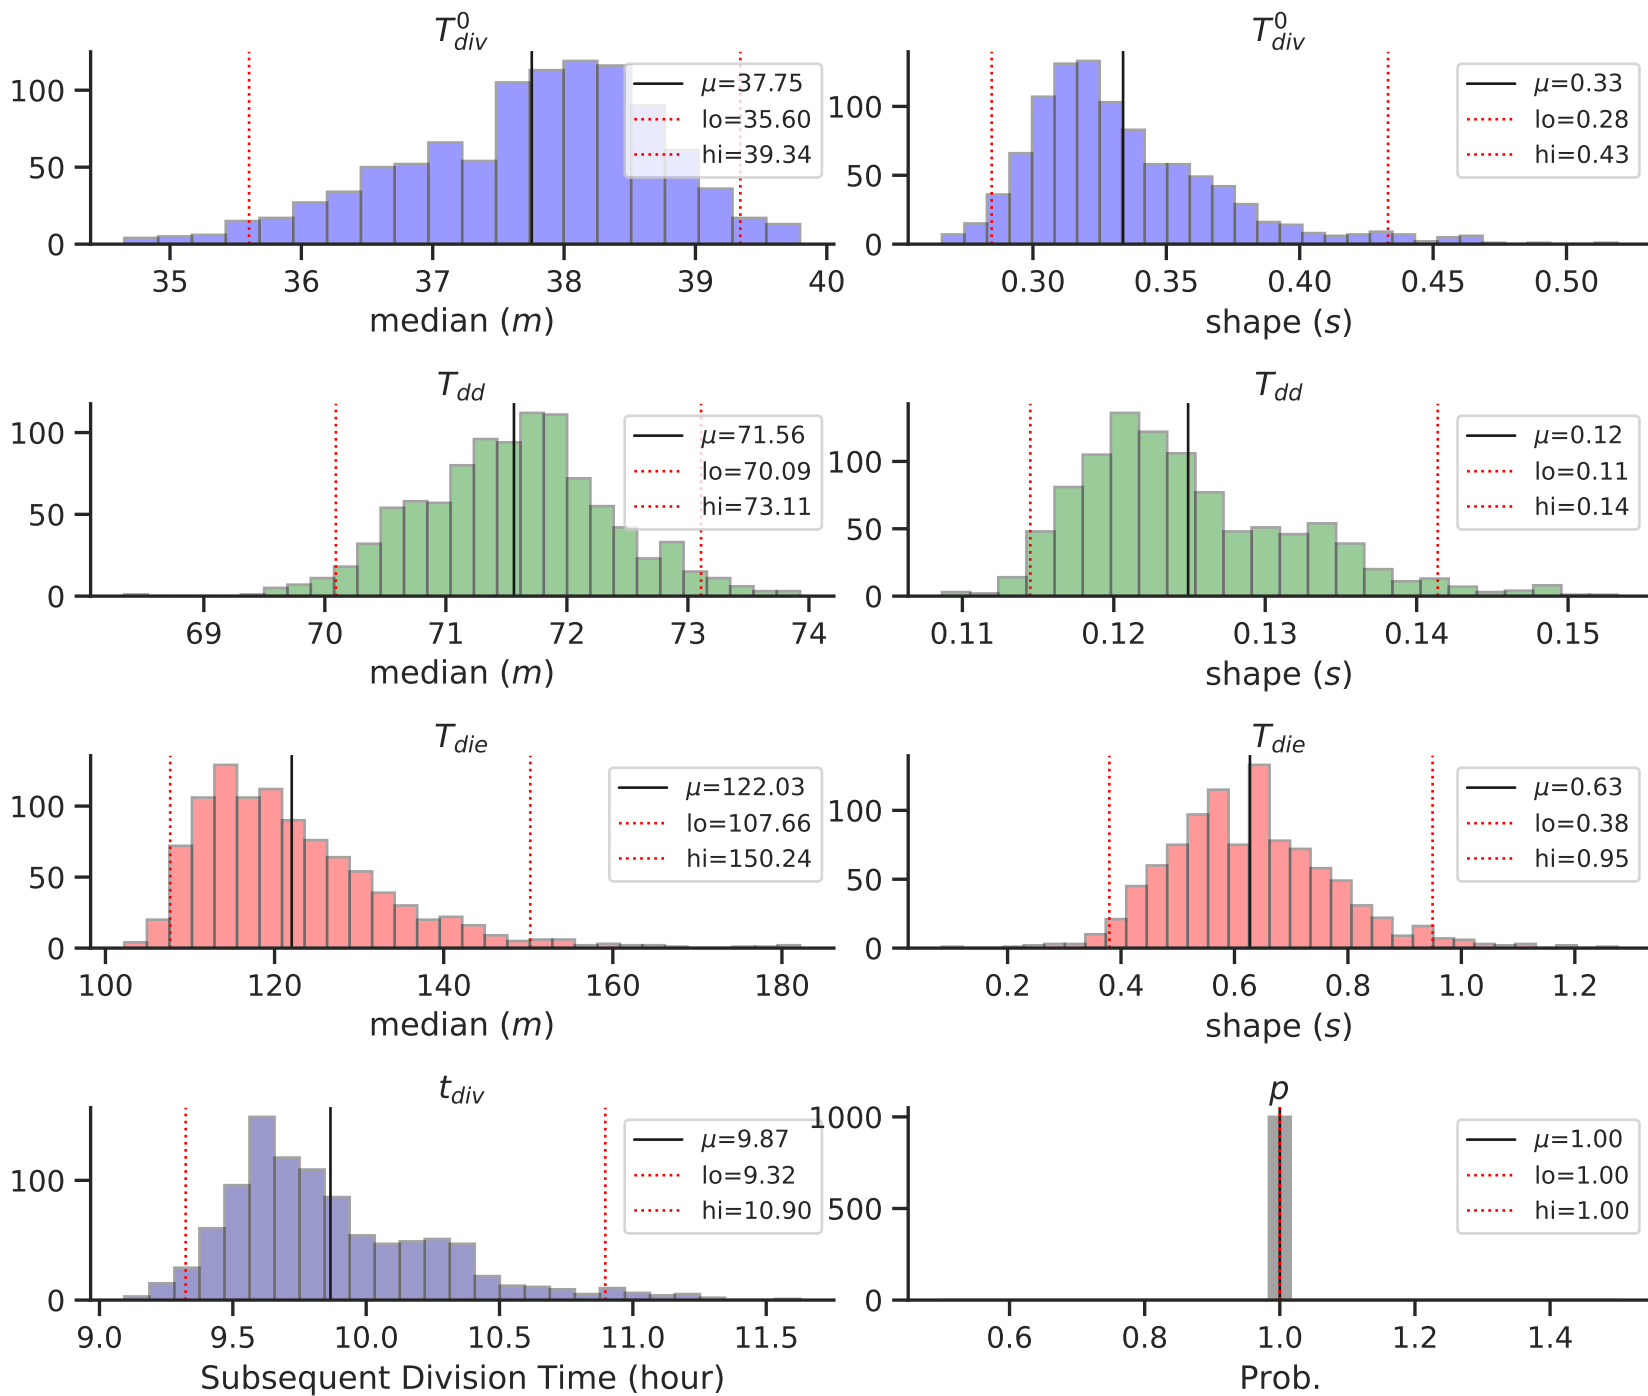 T⁰div
100
50
0
35 36 37 38 39 40
median (m)
μ=37.75
lo=35.60
hi=39.34
T⁰div
100
50
0
0.30 0.35 0.40 0.45 0.50
shape (s)
μ=0.33
lo=0.28
hi=0.43
Tdd
100
50
0
69 70 71 72 73 74
median (m)
μ=71.56
lo=70.09
hi=73.11
Tdd
100
50
0
0.11 0.12 0.13 0.14 0.15
shape (s)
μ=0.12
lo=0.11
hi=0.14
Tdie
100
50
0
100 120 140 160 180
median (m)
μ=122.03
lo=107.66
hi=150.24
Tdie
100
50
0
0.2 0.4 0.6 0.8 1.0 1.2
shape (s)
μ=0.63
lo=0.38
hi=0.95
tdiv
100
0
9.0 9.5 10.0 10.5 11.0 11.5
Subsequent Division Time (hour)
μ=9.87
lo=9.32
hi=10.90
p
1000
500
0
0.6 0.8 1.0 1.2 1.4
Prob.
μ=1.00
lo=1.00
hi=1.00